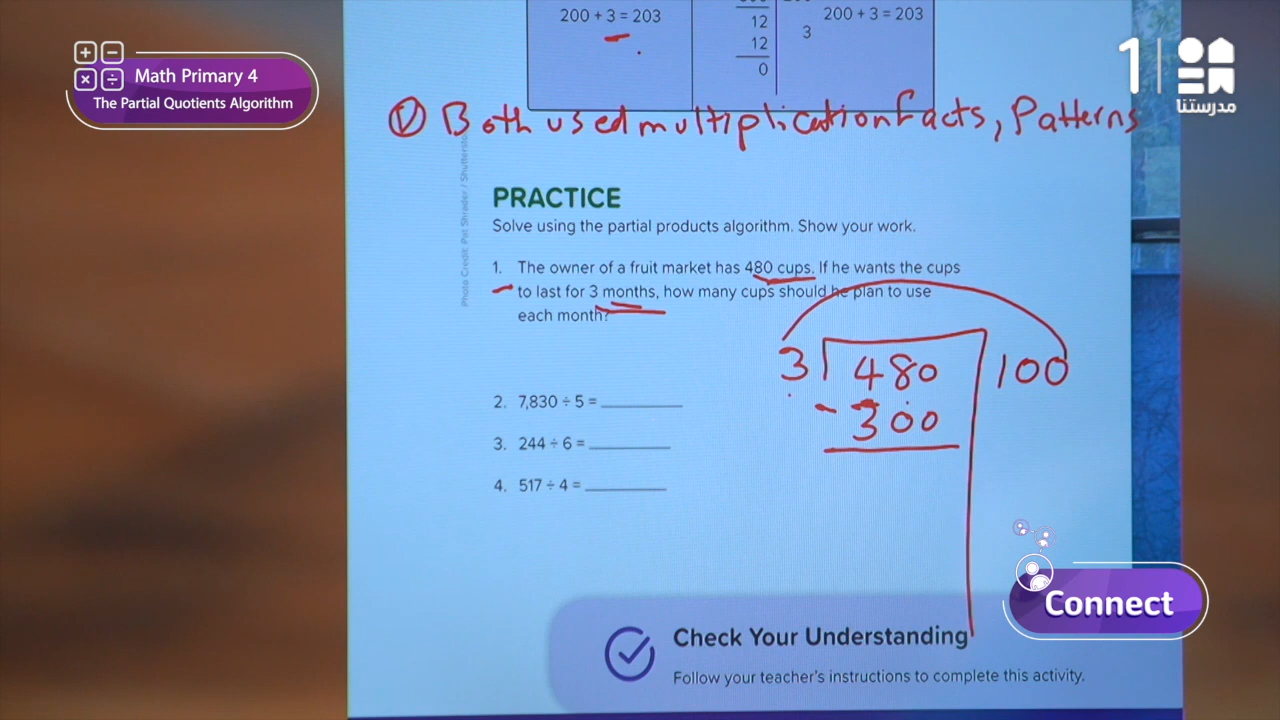 Math Primary 4
The Partial Quotients Algorithm
1
مدرستنا
200 + 3 = 203
12
12
0
3
200 + 3 = 203
Both used multiplication facts, Patterns
PRACTICE
Solve using the partial products algorithm. Show your work.
1. The owner of a fruit market has 480 cups. If he wants the cups
to last for 3 months, how many cups should he plan to use
each month?
3 480 100
- 300
2. 7,830 ÷ 5 =
3. 244 ÷ 6 =
4. 517 ÷ 4 =
Connect
Check Your Understanding
Follow your teacher's instructions to complete this activity.